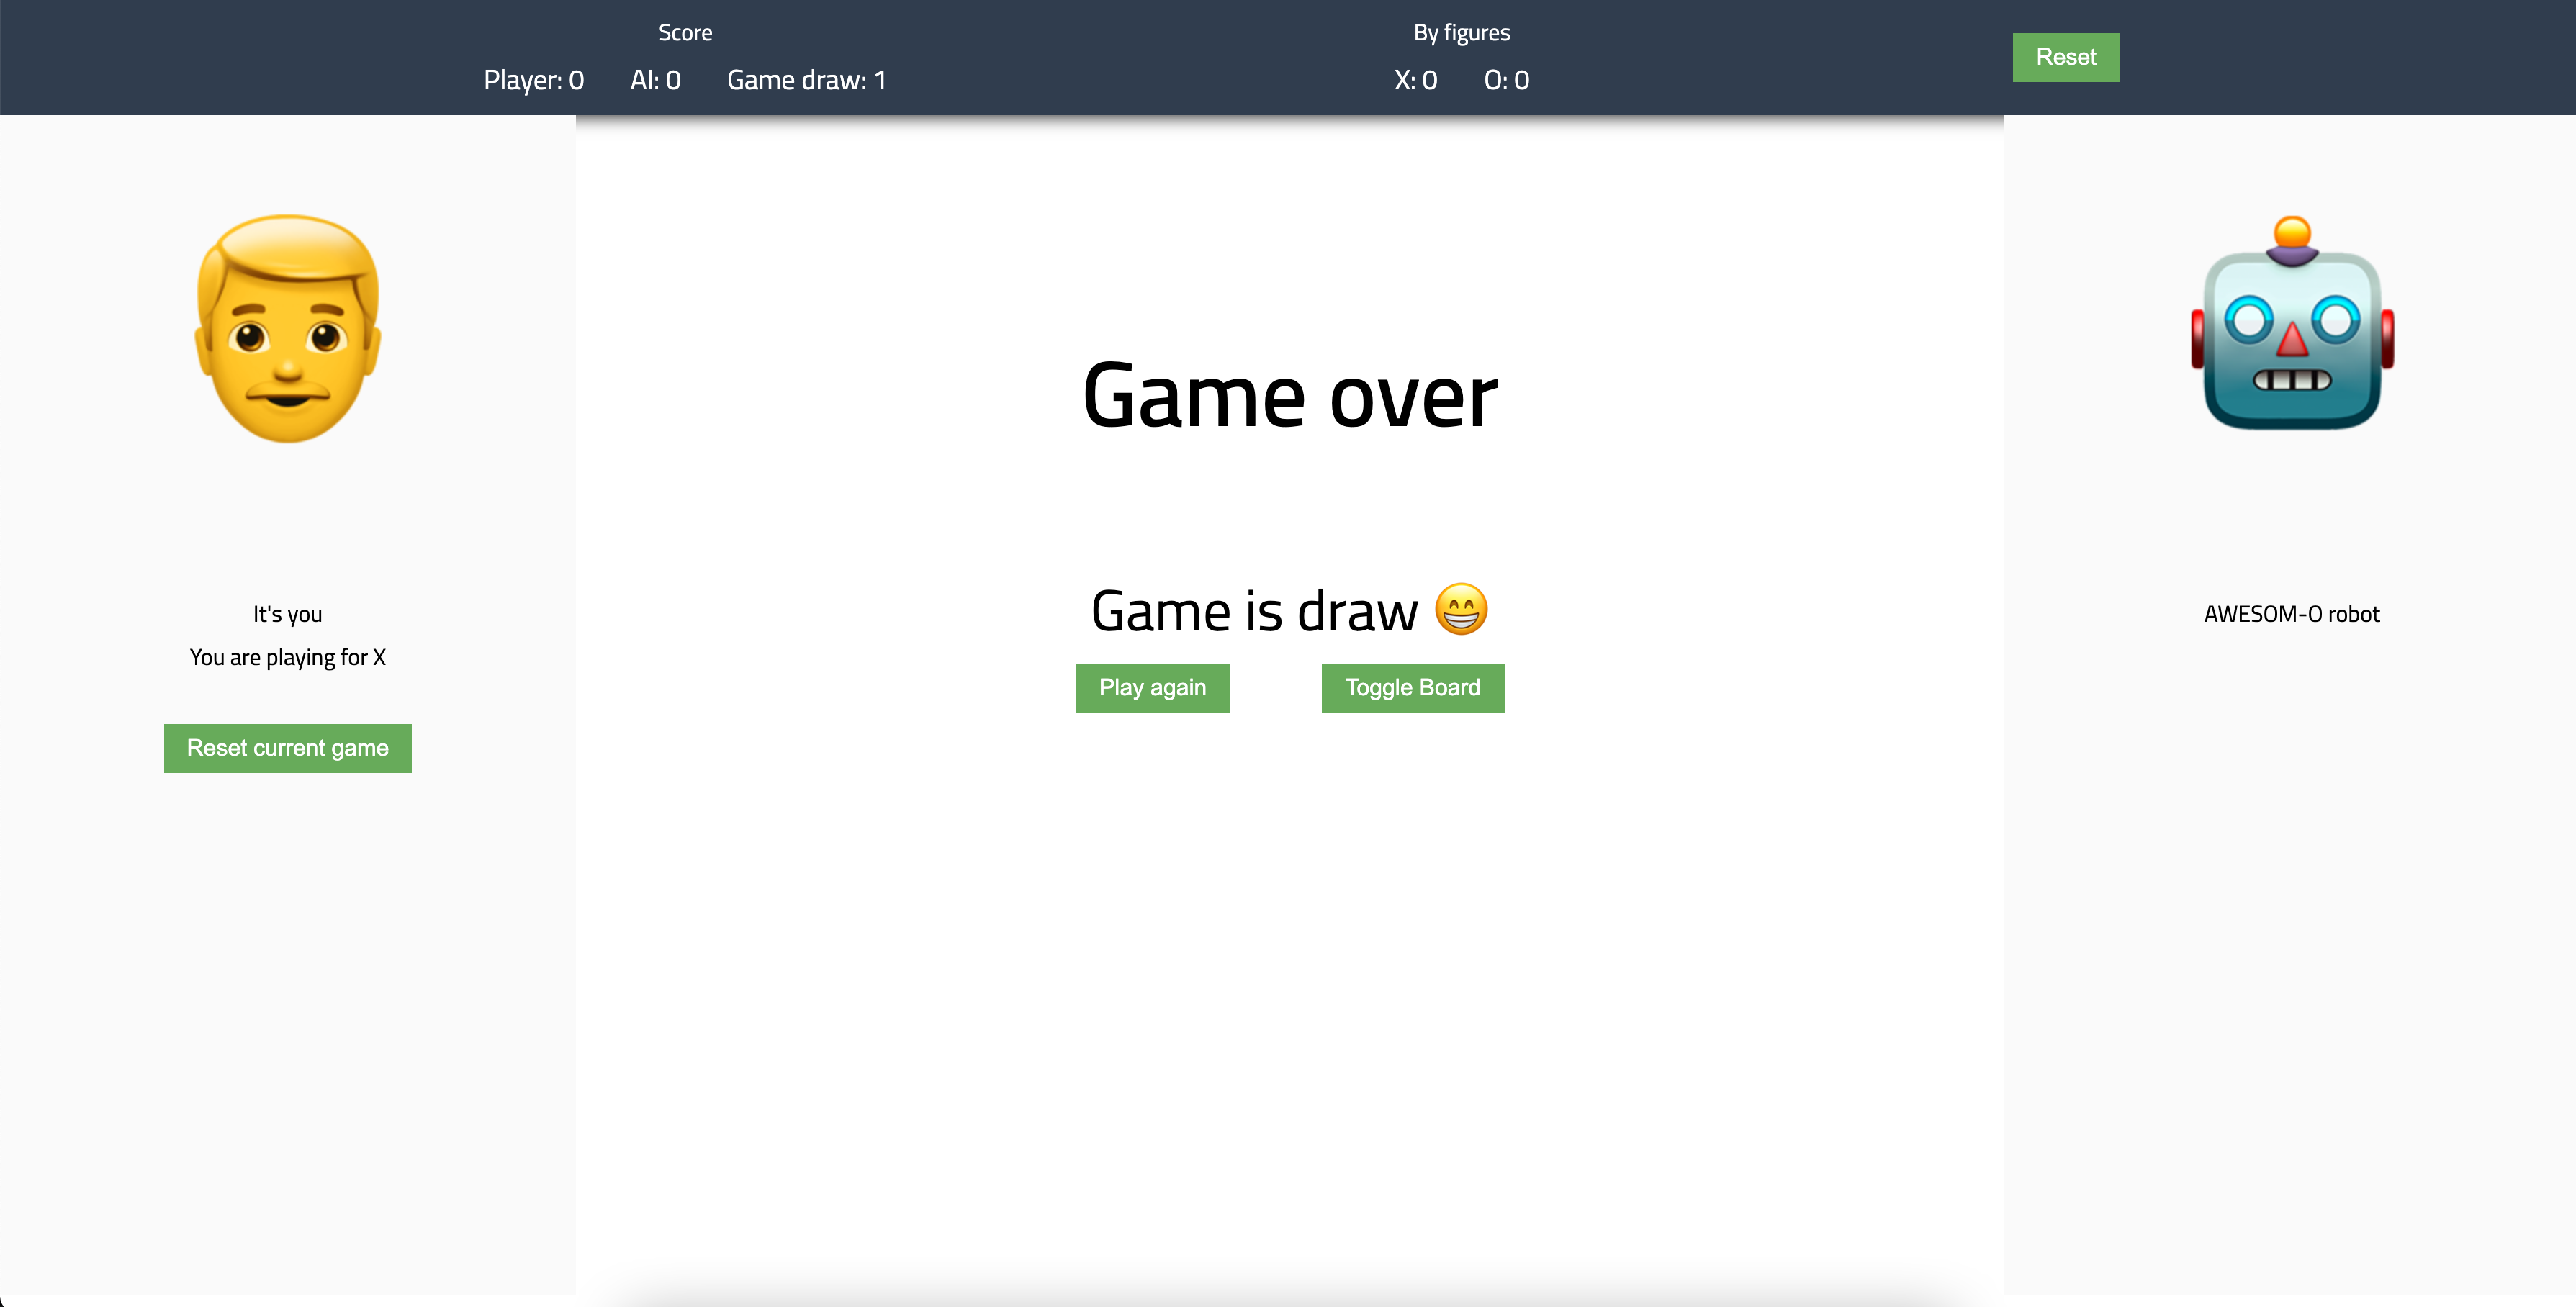 Score
By figures
Player: 0 AI: 0 Game draw: 1
X: 0 O: 0
Reset
Game over
Game is draw 😁
Play again
Toggle Board
It's you
You are playing for X
Reset current game
AWESOM-O robot